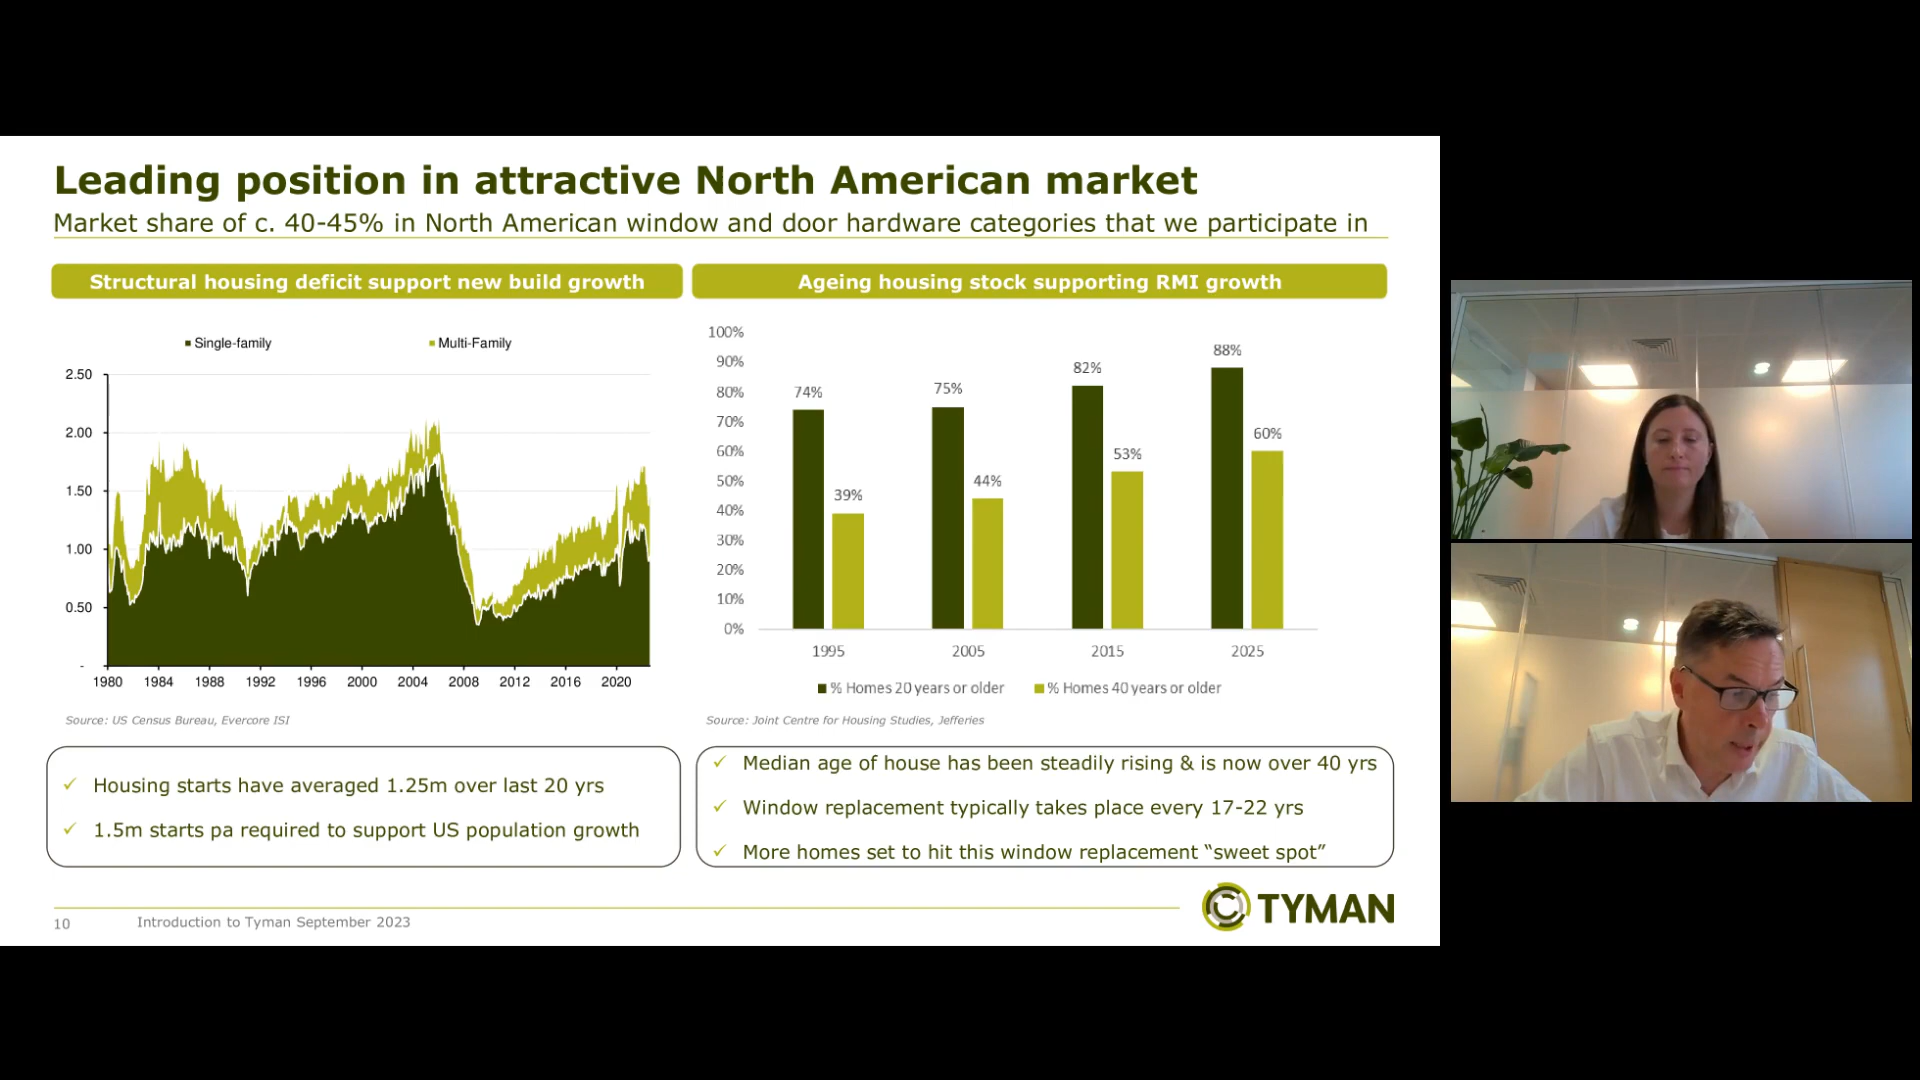 Leading position in attractive North American market
Market share of c. 40-45% in North American window and door hardware categories that we participate in
Structural housing deficit support new build growth
Single-family
Multi-Family
2.50
2.00
1.50
1.00
0.50
-
1980
1984
1988
1992
1996
2000
2004
2008
2012
2016
2020
Source: US Census Bureau, Evercore ISI
✓ Housing starts have averaged 1.25m over last 20 yrs
✓ 1.5m starts pa required to support US population growth
Ageing housing stock supporting RMI growth
100%
90%
80%
70%
60%
50%
40%
30%
20%
10%
0%
74%
39%
75%
44%
82%
53%
88%
60%
1995
2005
2015
2025
% Homes 20 years or older
% Homes 40 years or older
Source: Joint Centre for Housing Studies, Jefferies
✓ Median age of house has been steadily rising & is now over 40 yrs
✓ Window replacement typically takes place every 17-22 yrs
✓ More homes set to hit this window replacement “sweet spot”
10
Introduction to Tyman September 2023
TYMAN